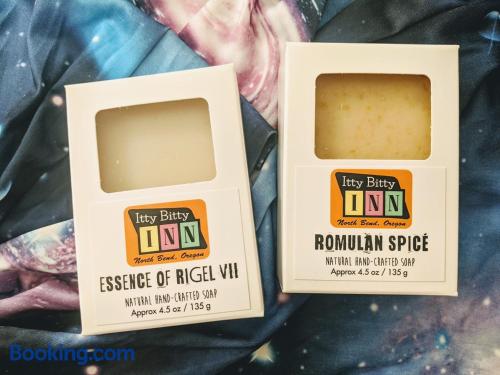 Itty Bitty
INN
North Bend, Oregon
ESSENCE OF RIGEL VII
NATURAL HAND-CRAFTED SOAP
Approx 4.5 oz / 135 g
Itty Bitty
INN
North Bend, Oregon
ROMULAN SPICE
NATURAL HAND-CRAFTED SOAP
Approx 4.5 oz / 135 g
Booking.com